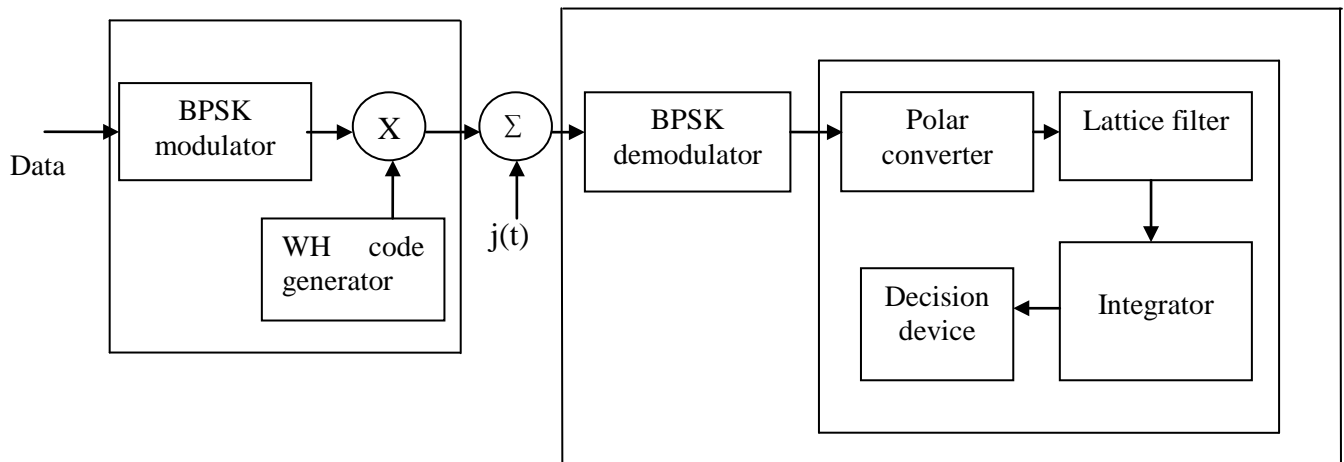 Data
BPSK
modulator
X
WH code
generator
Σ
j(t)
BPSK
demodulator
Polar
converter
Lattice filter
Integrator
Decision
device